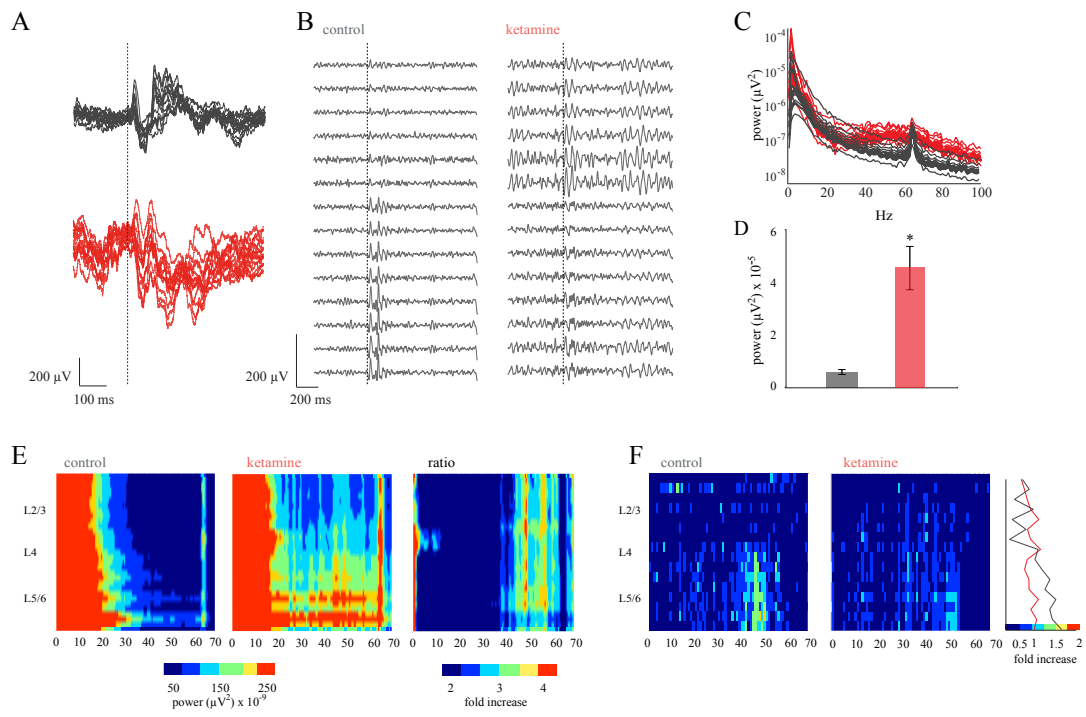 A
200 µV
100 ms
B
control
ketamine
200 µV
200 ms
C
power (µV²)
10⁻⁴
10⁻⁵
10⁻⁶
10⁻⁷
10⁻⁸
0 20 40 60 80 100
Hz
D
power (µV²) x 10⁻⁵
6
4
2
0
*
E
control
ketamine
ratio
L2/3
L4
L5/6
0 10 20 30 40 50 60 70
0 10 20 30 40 50 60 70
0 10 20 30 40 50 60 70
50 150 250
power (µV²) x 10⁻⁹
2 3 4
fold increase
F
control
ketamine
L2/3
L4
L5/6
0 10 20 30 40 50 60 70
0 10 20 30 40 50 60 70
0.5 1 1.5 2
fold increase